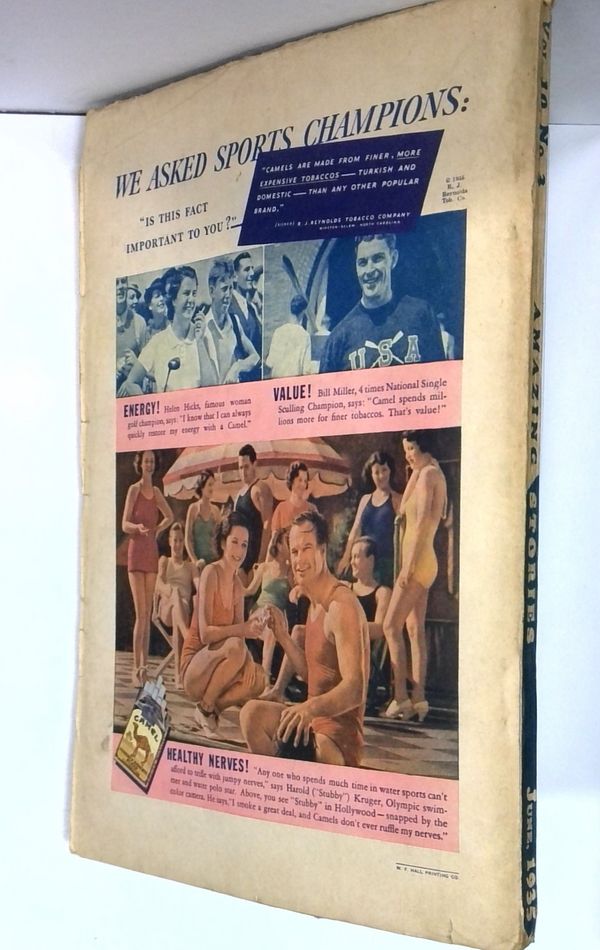 WE ASKED SPORTS CHAMPIONS:
"IS THIS FACT
IMPORTANT TO YOU?"—
"CAMELS ARE MADE FROM FINER, MORE
EXPENSIVE TOBACCOS — TURKISH AND
DOMESTIC — THAN ANY OTHER POPULAR
BRAND."
(Signed) R. J. REYNOLDS TOBACCO COMPANY
WINSTON-SALEM, NORTH CAROLINA
R. J.
Reynolds
Tob. Co.
USA
ENERGY! Helen Hicks, famous woman
golf champion, says: "I know that I can always
quickly restore my energy with a Camel."
VALUE! Bill Miller, 4 times National Single
Sculling Champion, says: "Camel spends mil-
lions more for finer tobaccos. That's value!"
CAMEL
HEALTHY NERVES! "Any one who spends much time in water sports can't
afford to trifle with jumpy nerves," says Harold ("Stubby") Kruger, Olympic swim-
mer and water polo star. Above, you see "Stubby" in Hollywood—snapped by the
color camera. He says, "I smoke a great deal, and Camels don't ever ruffle my nerves."
W. F. HALL PRINTING CO.
VOL. 10 No.
AMAZING STORIES
JUNE, 1935